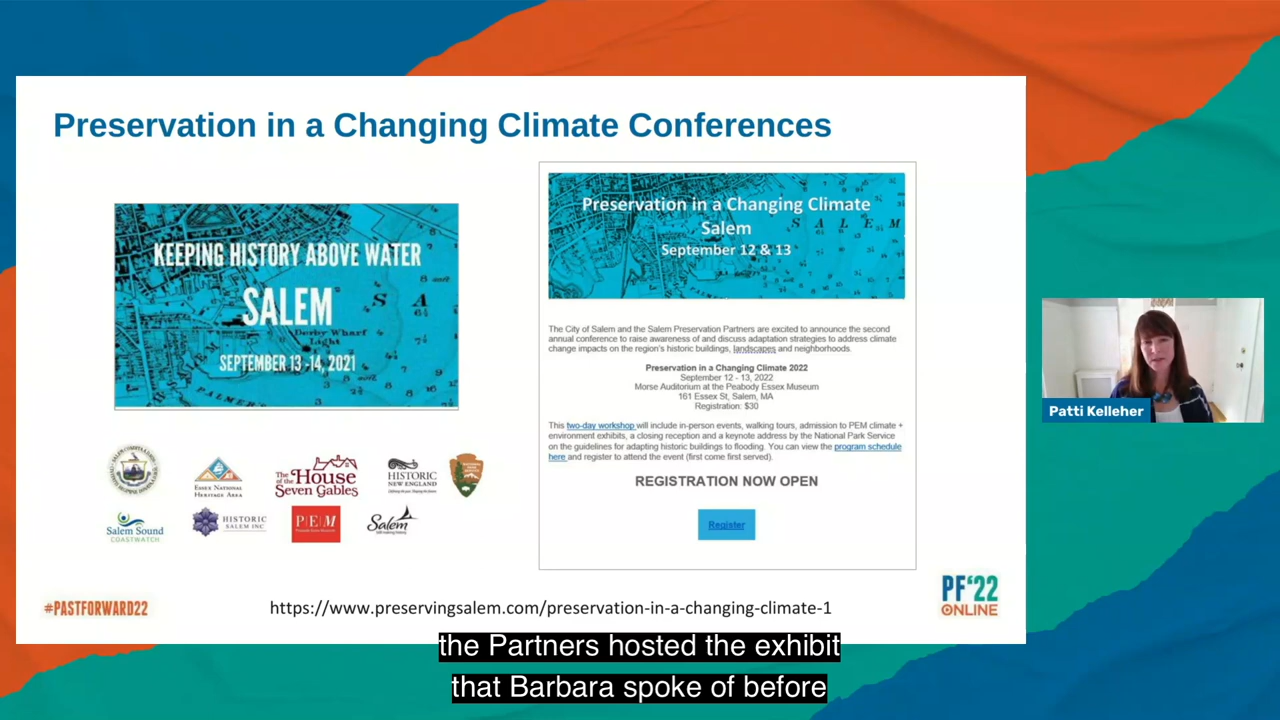 Preservation in a Changing Climate Conferences
KEEPING HISTORY ABOVE WATER
SALEM
Derby Wharf
Light
SEPTEMBER 13 -14, 2021
Preservation in a Changing Climate
Salem
September 12 & 13
S A L E M
The City of Salem and the Salem Preservation Partners are excited to announce the second
annual conference to raise awareness of and discuss adaptation strategies to address climate
change impacts on the region's historic buildings, landscapes and neighborhoods.
Preservation in a Changing Climate 2022
September 12 - 13, 2022
Morse Auditorium at the Peabody Essex Museum
161 Essex St, Salem, MA
Registration: $30
This two-day workshop will include in-person events, walking tours, admission to PEM climate +
environment exhibits, a closing reception and a keynote address by the National Park Service
on the guidelines for adapting historic buildings to flooding. You can view the program schedule
here and register to attend the event (first come first served).
REGISTRATION NOW OPEN
Register
ESSEX NATIONAL
HERITAGE AREA
The House
of the
Seven Gables
HISTORIC
NEW ENGLAND
Salem Sound
COASTWATCH
HISTORIC
SALEM INC
PEM
Salem
Patti Kelleher
#PASTFORWARD22
https://www.preservingsalem.com/preservation-in-a-changing-climate-1
PF'22
ONLINE
the Partners hosted the exhibit
that Barbara spoke of before